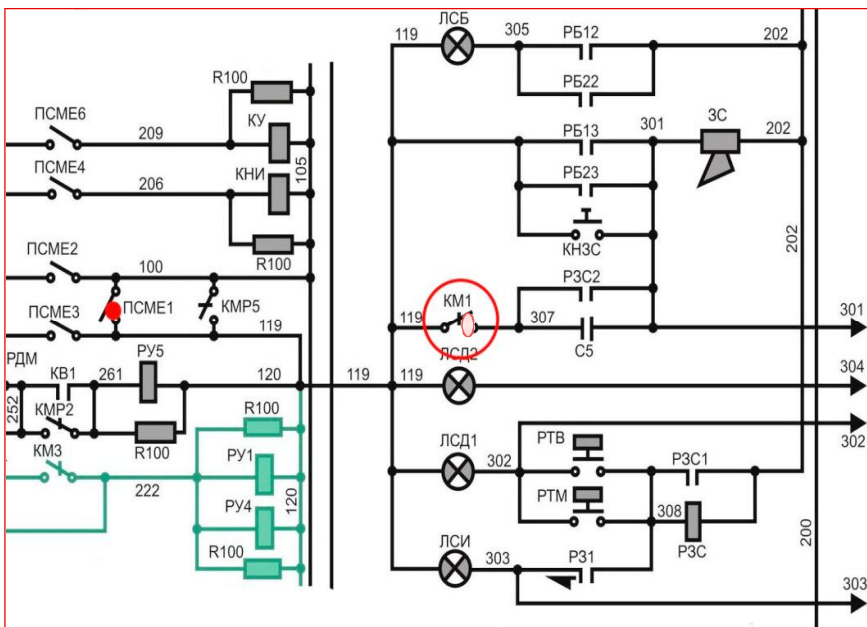 ЛСБ
119
305
РБ12
202
РБ22
R100
ПСМЕ6
209
КУ
ПСМЕ4
206
КНИ
105
R100
РБ13
301
ЗС
202
РБ23
КНЗС
202
ПСМЕ2
100
ПСМЕ1
КМР5
ПСМЕ3
119
КМ1
РЗС2
119
307
С5
301
РДМ
КВ1
261
РУ5
120
119
119
ЛСД2
304
252
КМР2
R100
R100
302
КМ3
222
РУ1
120
РУ4
R100
ЛСД1
302
РТВ
РЗС1
РТМ
308
РЗС
200
ЛСИ
303
РЗ1
303